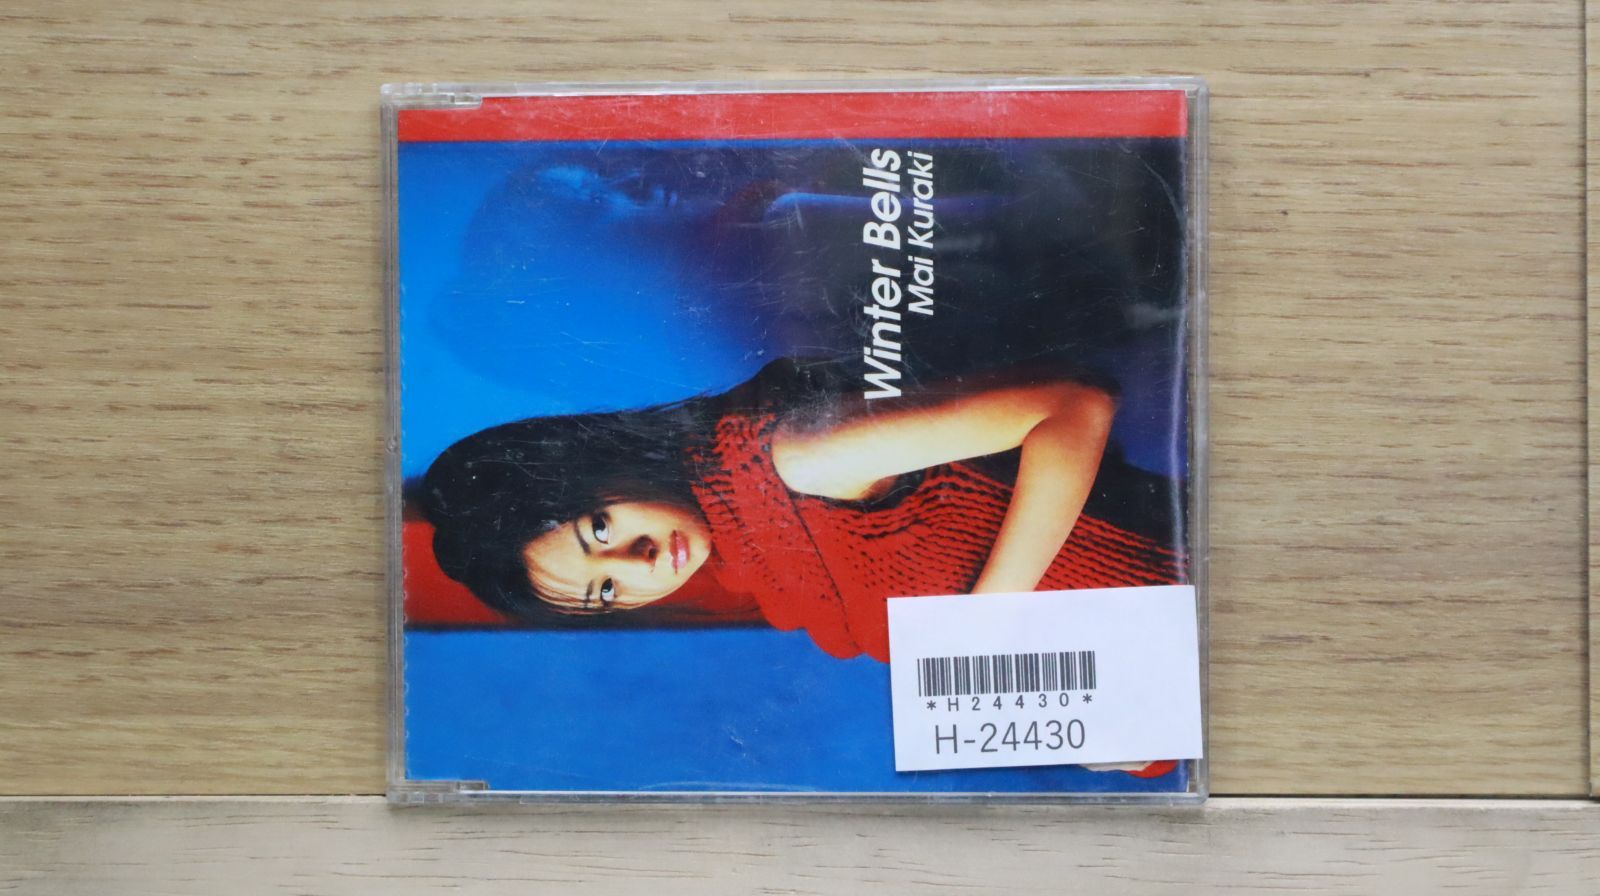 Winter Bells
Mai Kuraki
*H24430*
H-24430